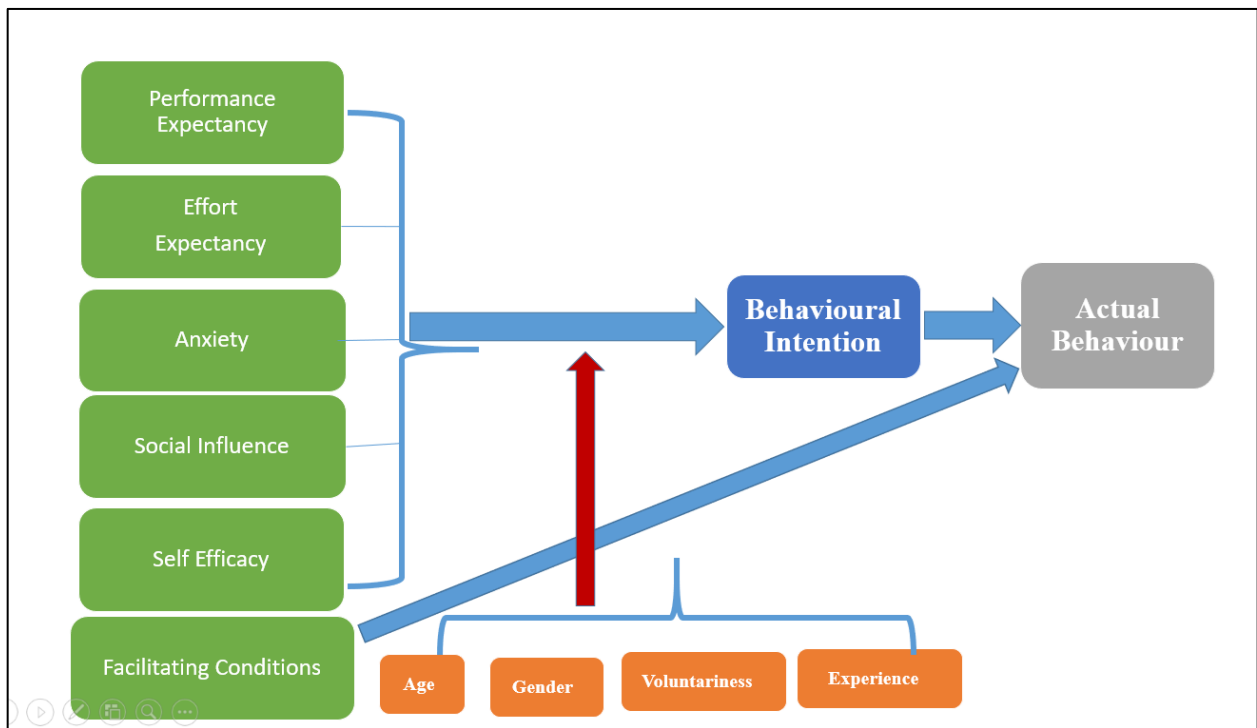 Performance
Expectancy
Effort
Expectancy
Anxiety
Social Influence
Self Efficacy
Facilitating Conditions
Behavioural
Intention
Actual
Behaviour
Age
Gender
Voluntariness
Experience